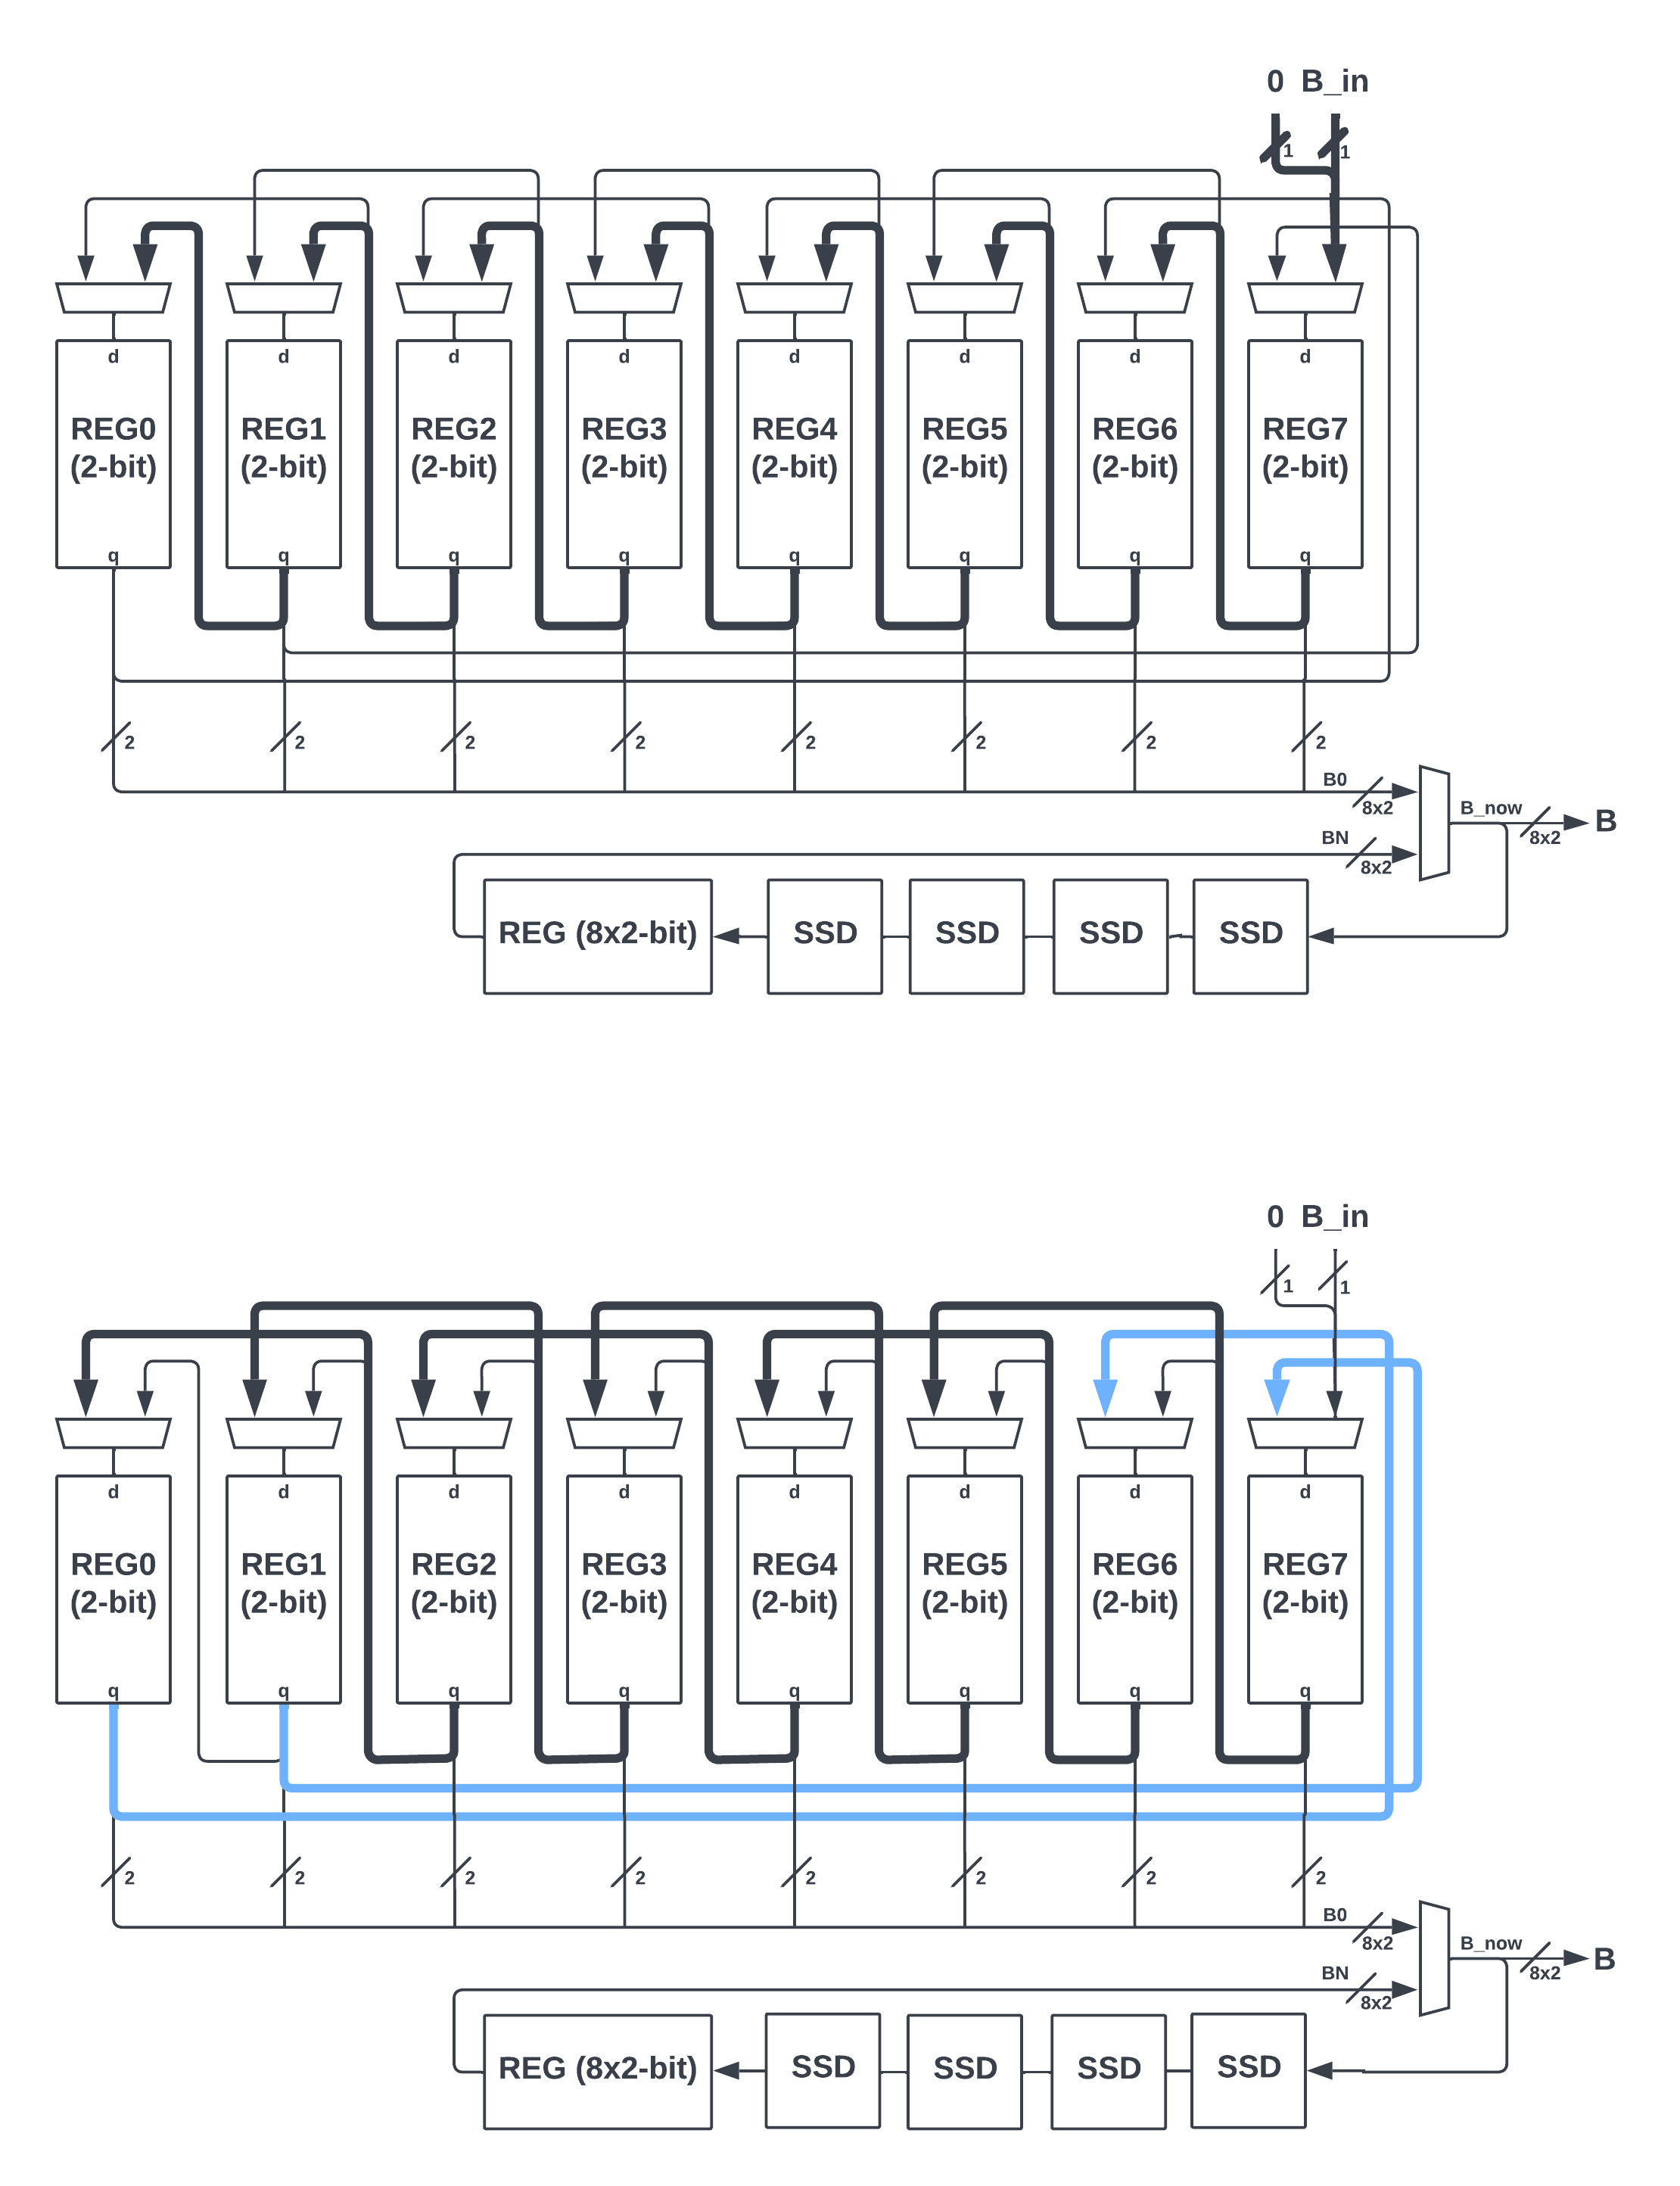 0 B_in
1 1
d d d d d d d d
REG0 REG1 REG2 REG3 REG4 REG5 REG6 REG7
(2-bit) (2-bit) (2-bit) (2-bit) (2-bit) (2-bit) (2-bit) (2-bit)
q q q q q q q q
2 2 2 2 2 2 2 2
B0
8x2
B_now
B
8x2
BN
8x2
REG (8x2-bit) SSD SSD SSD SSD
0 B_in
1 1
d d d d d d d d
REG0 REG1 REG2 REG3 REG4 REG5 REG6 REG7
(2-bit) (2-bit) (2-bit) (2-bit) (2-bit) (2-bit) (2-bit) (2-bit)
q q q q q q q q
2 2 2 2 2 2 2 2
B0
8x2
B_now
B
8x2
BN
8x2
REG (8x2-bit) SSD SSD SSD SSD